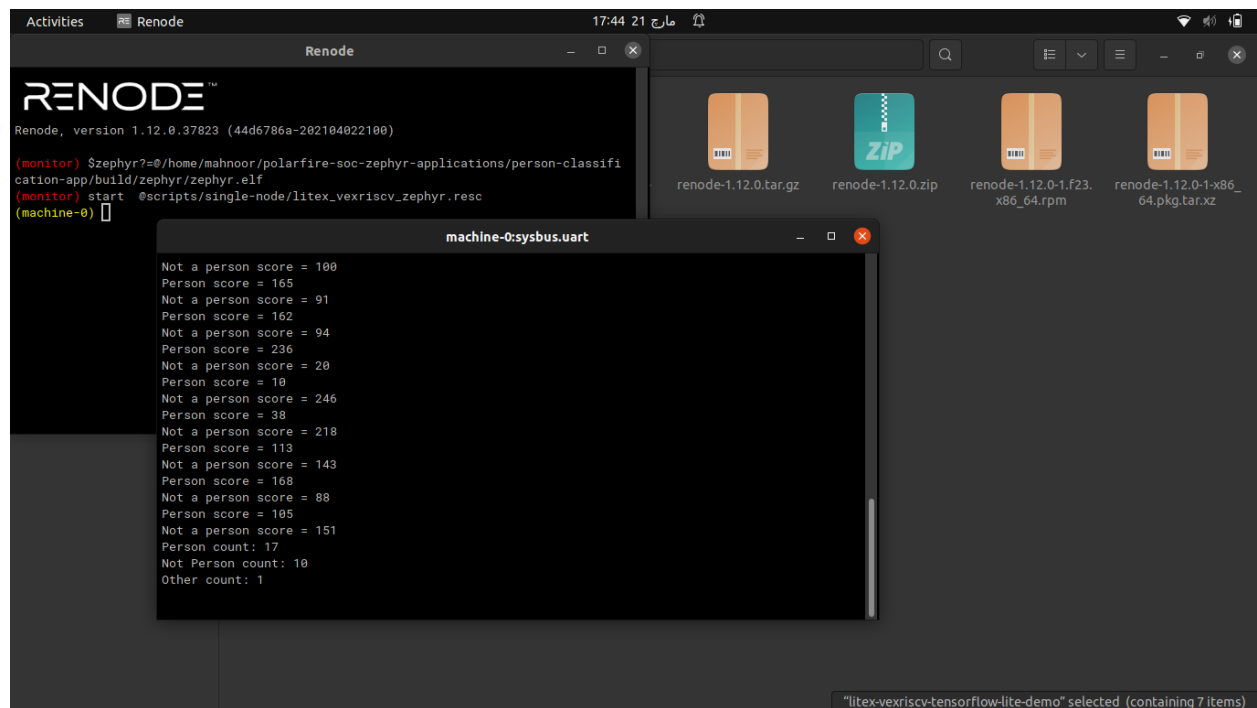 Activities
Renode
17:44 21 مارچ
Renode
RENODE™
Renode, version 1.12.0.37823 (44d6786a-202104022100)
(monitor) $zephyr?=@/home/mahnoor/polarfire-soc-zephyr-applications/person-classifi
cation-app/build/zephyr/zephyr.elf
(monitor) start  @scripts/single-node/litex_vexriscv_zephyr.resc
(machine-0)
renode-1.12.0.tar.gz
ZiP
renode-1.12.0.zip
renode-1.12.0-1.f23.
x86_64.rpm
renode-1.12.0-1-x86_
64.pkg.tar.xz
machine-0:sysbus.uart
Not a person score = 100
Person score = 165
Not a person score = 91
Person score = 162
Not a person score = 94
Person score = 236
Not a person score = 20
Person score = 10
Not a person score = 246
Person score = 38
Not a person score = 218
Person score = 113
Not a person score = 143
Person score = 168
Not a person score = 88
Person score = 105
Not a person score = 151
Person count: 17
Not Person count: 10
Other count: 1
“litex-vexriscv-tensorflow-lite-demo” selected (containing 7 items)